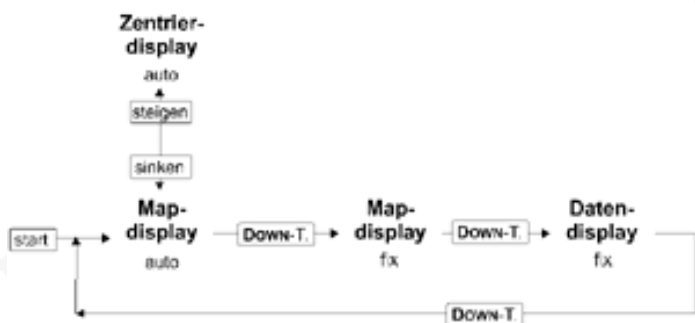 Zentrier-
display
auto
steigen
sinken
start
Map-
display
auto
DOWN-T.
Map-
display
fix
DOWN-T.
Daten-
display
fix
DOWN-T.